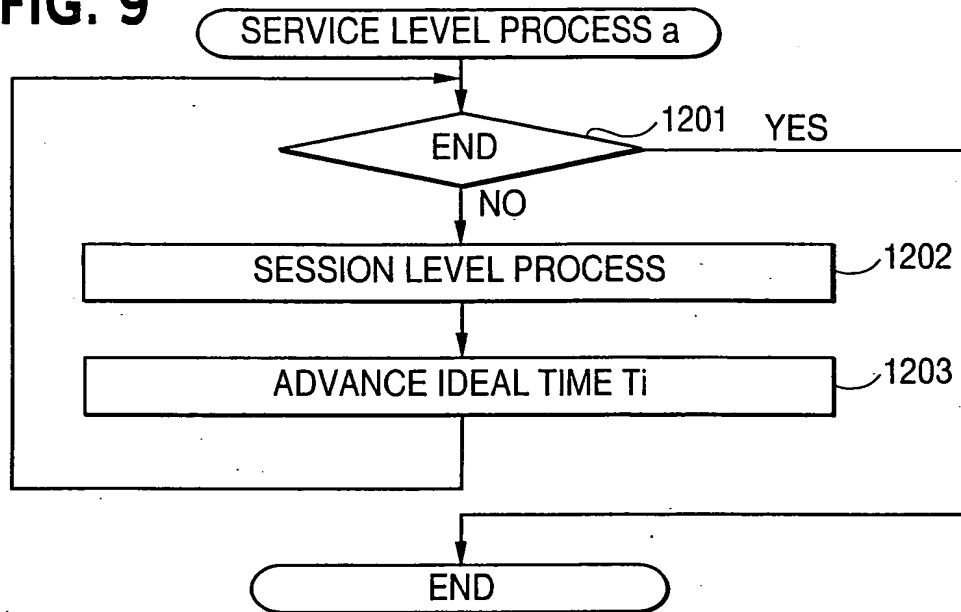 FIG. 9
SERVICE LEVEL PROCESS a
1201
END
YES
NO
SESSION LEVEL PROCESS
1202
ADVANCE IDEAL TIME Ti
1203
END